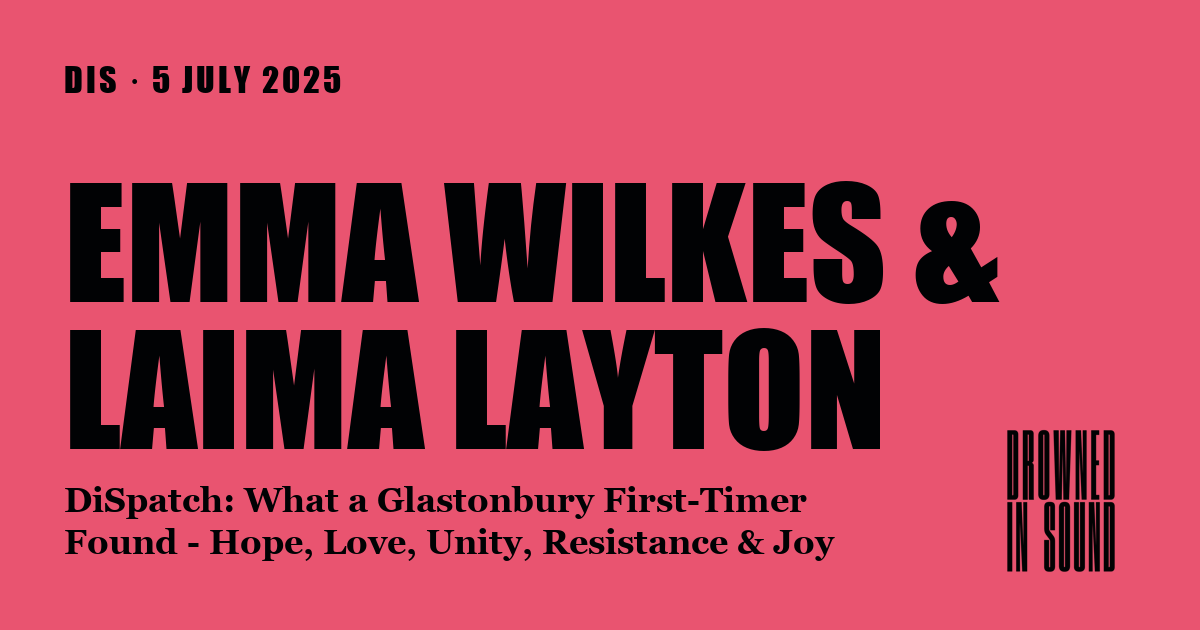 DIS · 5 JULY 2025
EMMA WILKES &
LAIMA LAYTON
DiSpatch: What a Glastonbury First-Timer
Found - Hope, Love, Unity, Resistance & Joy
DROWNED
IN SOUND